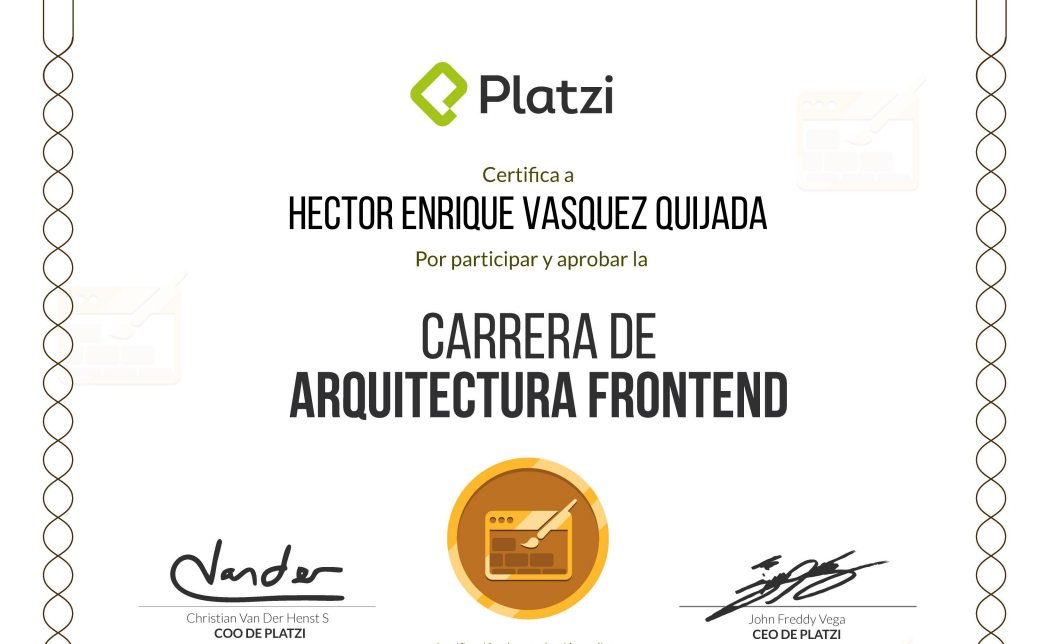 Platzi
Certifica a
HECTOR ENRIQUE VASQUEZ QUIJADA
Por participar y aprobar la
CARRERA DE
ARQUITECTURA FRONTEND
Vander
Christian Van Der Henst S
COO DE PLATZI
John Freddy Vega
CEO DE PLATZI